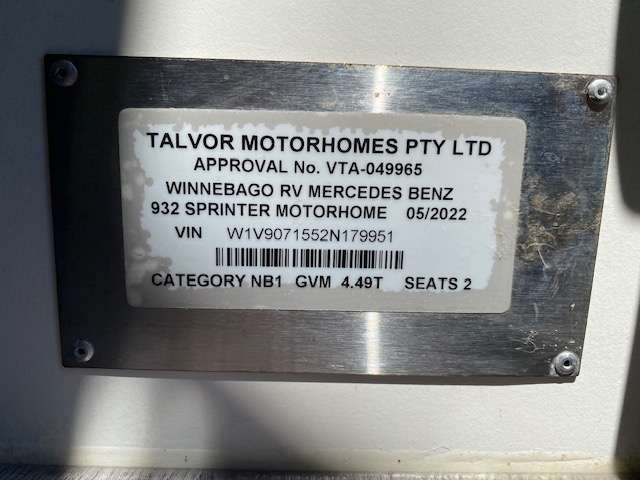 TALVOR MOTORHOMES PTY LTD
APPROVAL No. VTA-049965
WINNEBAGO RV MERCEDES BENZ
932 SPRINTER MOTORHOME 05/2022
VIN W1V9071552N179951
CATEGORY NB1 GVM 4.49T SEATS 2